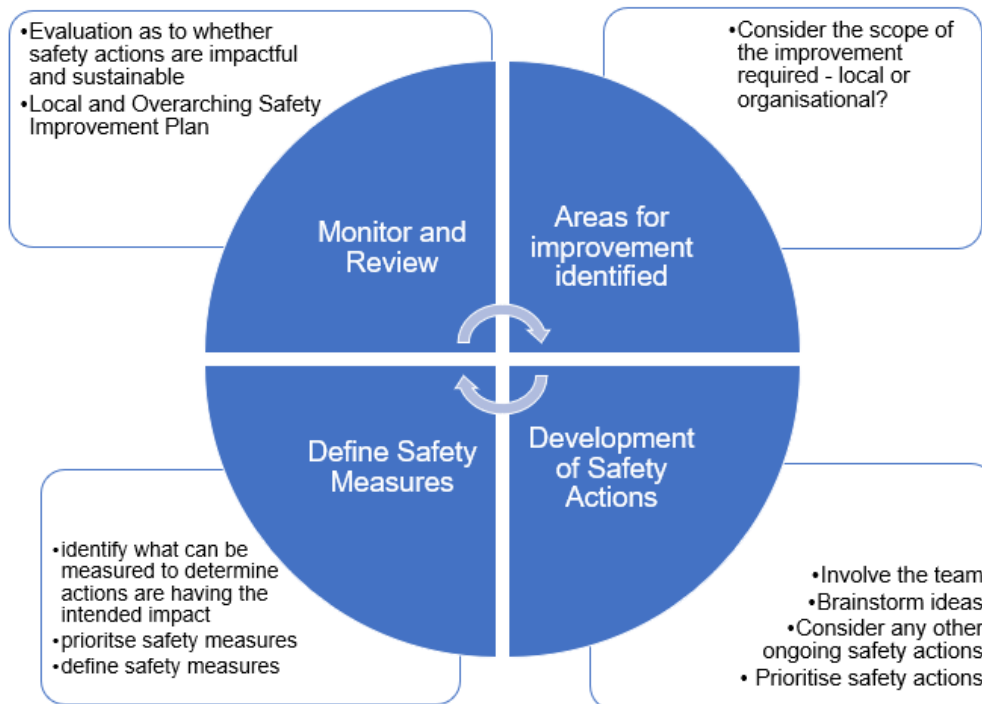 •Evaluation as to whether
safety actions are impactful
and sustainable
•Local and Overarching Safety
Improvement Plan
•Consider the scope of
the improvement
required - local or
organisational?
Monitor and
Review
Areas for
improvement
identified
Define Safety
Measures
Development
of Safety
Actions
•identify what can be
measured to determine
actions are having the
intended impact
•prioritse safety measures
•define safety measures
•Involve the team
•Brainstorm ideas
•Consider any other
ongoing safety actions
• Prioritise safety actions